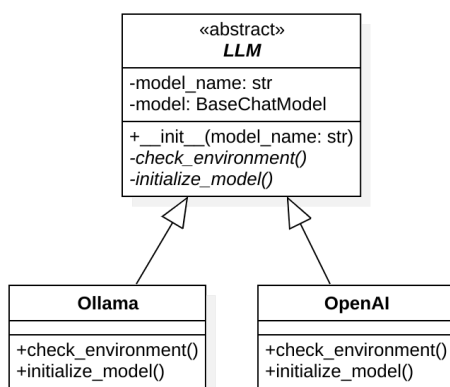 «abstract»
LLM
-model_name: str
-model: BaseChatModel
+__init__(model_name: str)
-check_environment()
-initialize_model()
Ollama
+check_environment()
+initialize_model()
OpenAI
+check_environment()
+initialize_model()